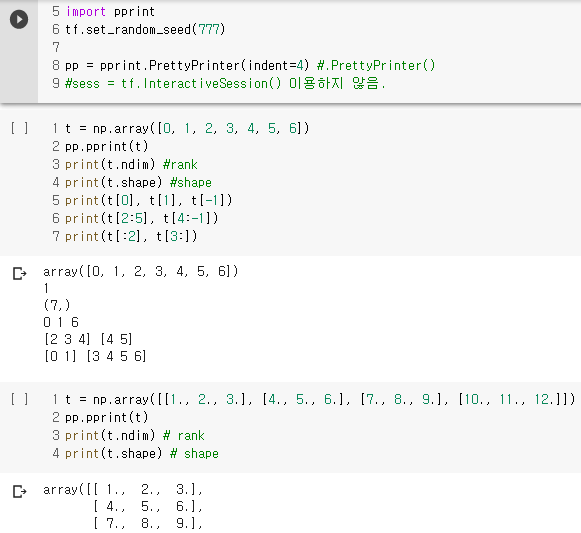 5 import pprint
6 tf.set_random_seed(777)
7
8 pp = pprint.PrettyPrinter(indent=4) #.PrettyPrinter()
9 #sess = tf.InteractiveSession() 이용하지 않음.
[ ] 1 t = np.array([0, 1, 2, 3, 4, 5, 6])
2 pp.pprint(t)
3 print(t.ndim) #rank
4 print(t.shape) #shape
5 print(t[0], t[1], t[-1])
6 print(t[2:5], t[4:-1])
7 print(t[:2], t[3:])
array([0, 1, 2, 3, 4, 5, 6])
1
(7,)
0 1 6
[2 3 4] [4 5]
[0 1] [3 4 5 6]
[ ] 1 t = np.array([[1., 2., 3.], [4., 5., 6.], [7., 8., 9.], [10., 11., 12.]])
2 pp.pprint(t)
3 print(t.ndim) # rank
4 print(t.shape) # shape
array([[ 1., 2., 3.],
[ 4., 5., 6.],
[ 7., 8., 9.],